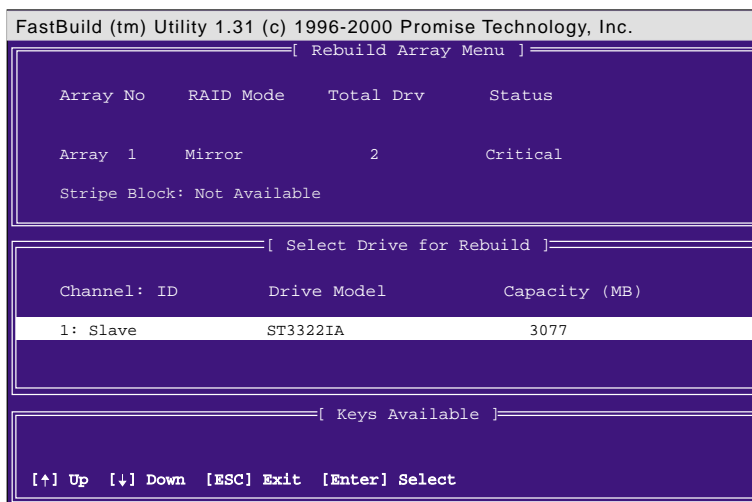 FastBuild (tm) Utility 1.31 (c) 1996-2000 Promise Technology, Inc.
[ Rebuild Array Menu ]
Array No RAID Mode Total Drv Status
Array 1 Mirror 2 Critical
Stripe Block: Not Available
[ Select Drive for Rebuild ]
Channel: ID Drive Model Capacity (MB)
1: Slave ST3322IA 3077
[ Keys Available ]
[↑] Up [↓] Down [ESC] Exit [Enter] Select